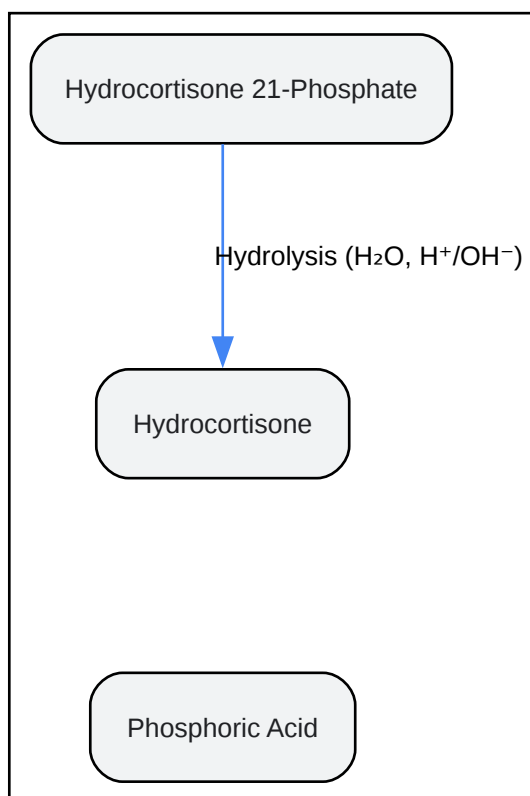 Hydrocortisone 21-Phosphate
Hydrolysis (H₂O, H⁺/OH⁻)
Hydrocortisone
Phosphoric Acid